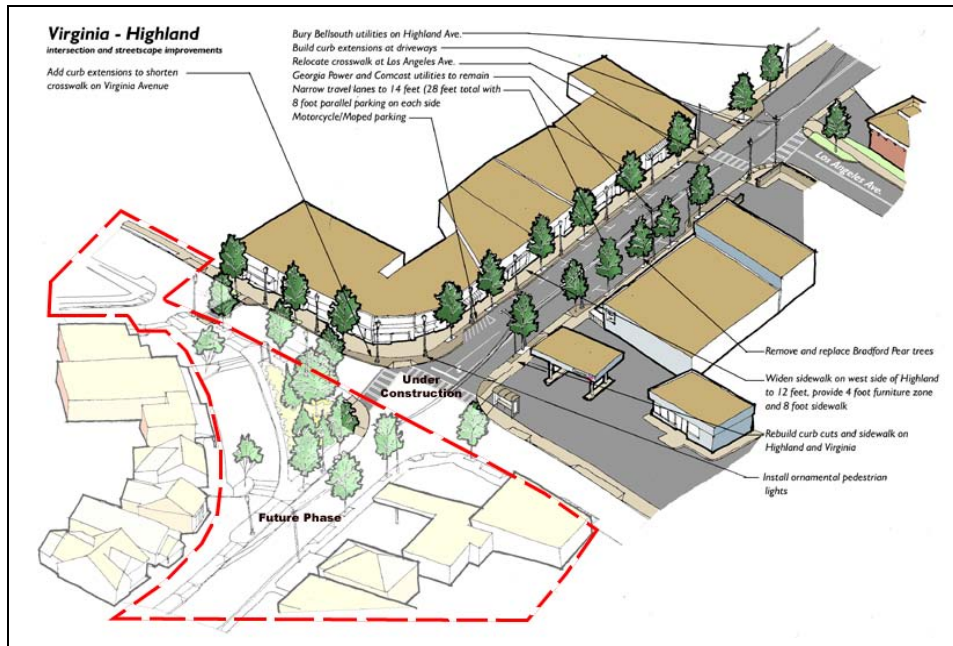 Virginia - Highland
intersection and streetscape improvements
Add curb extensions to shorten
crosswalk on Virginia Avenue
Bury Bellsouth utilities on Highland Ave.
Build curb extensions at driveways
Relocate crosswalk at Los Angeles Ave.
Georgia Power and Comcast utilities to remain
Narrow travel lanes to 14 feet (28 feet total with
8 foot parallel parking on each side
Motorcycle/Moped parking
Los Angeles Ave.
Under
Construction
Future Phase
Remove and replace Bradford Pear trees
Widen sidewalk on west side of Highland
to 12 feet, provide 4 foot furniture zone
and 8 foot sidewalk
Rebuild curb cuts and sidewalk on
Highland and Virginia
Install ornamental pedestrian
lights